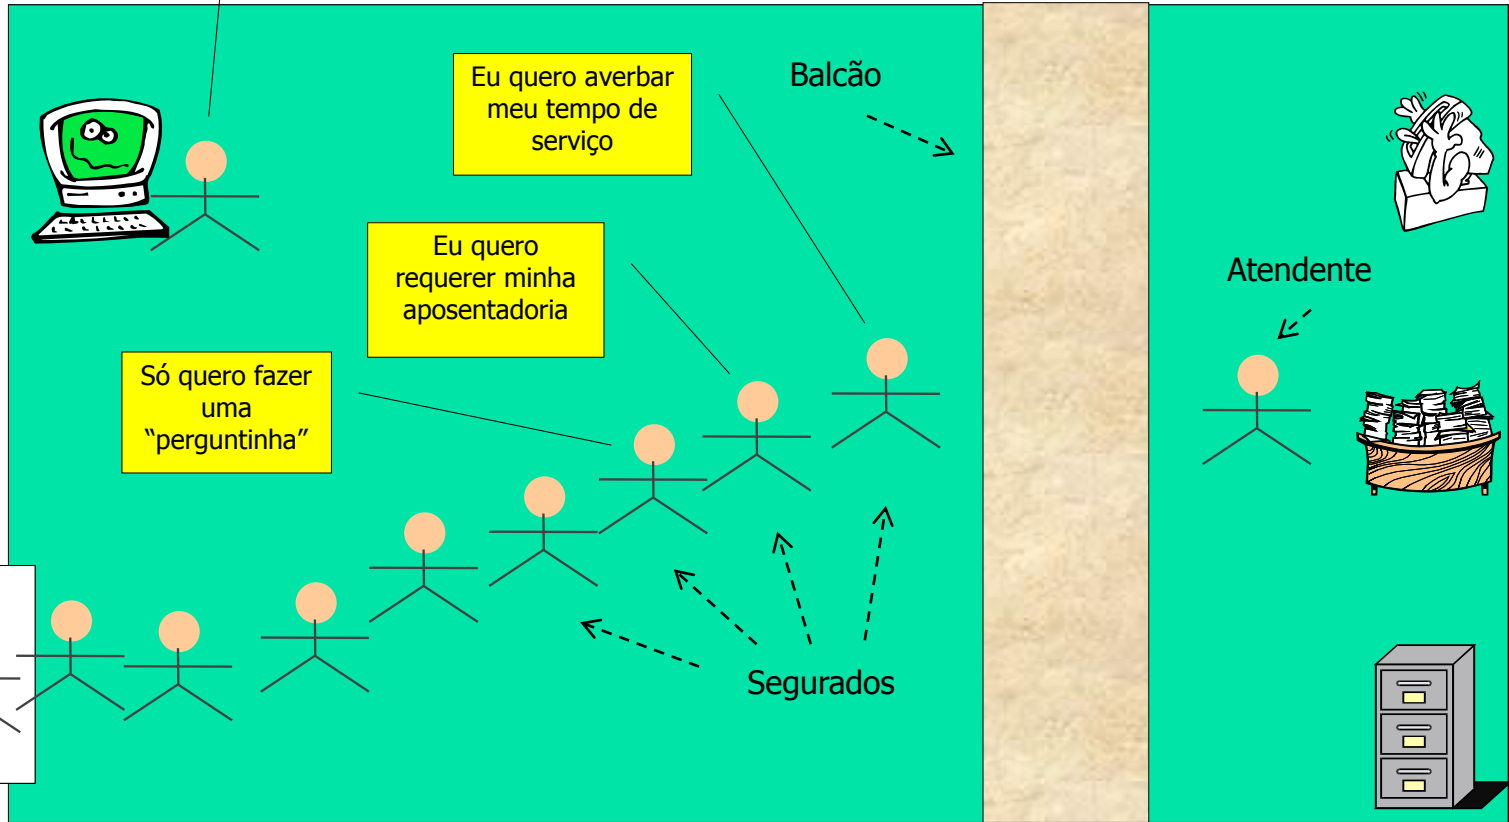 Eu quero averbar
meu tempo de
serviço
Balcão
Eu quero
requerer minha
aposentadoria
Atendente
Só quero fazer
uma
“perguntinha”
Segurados